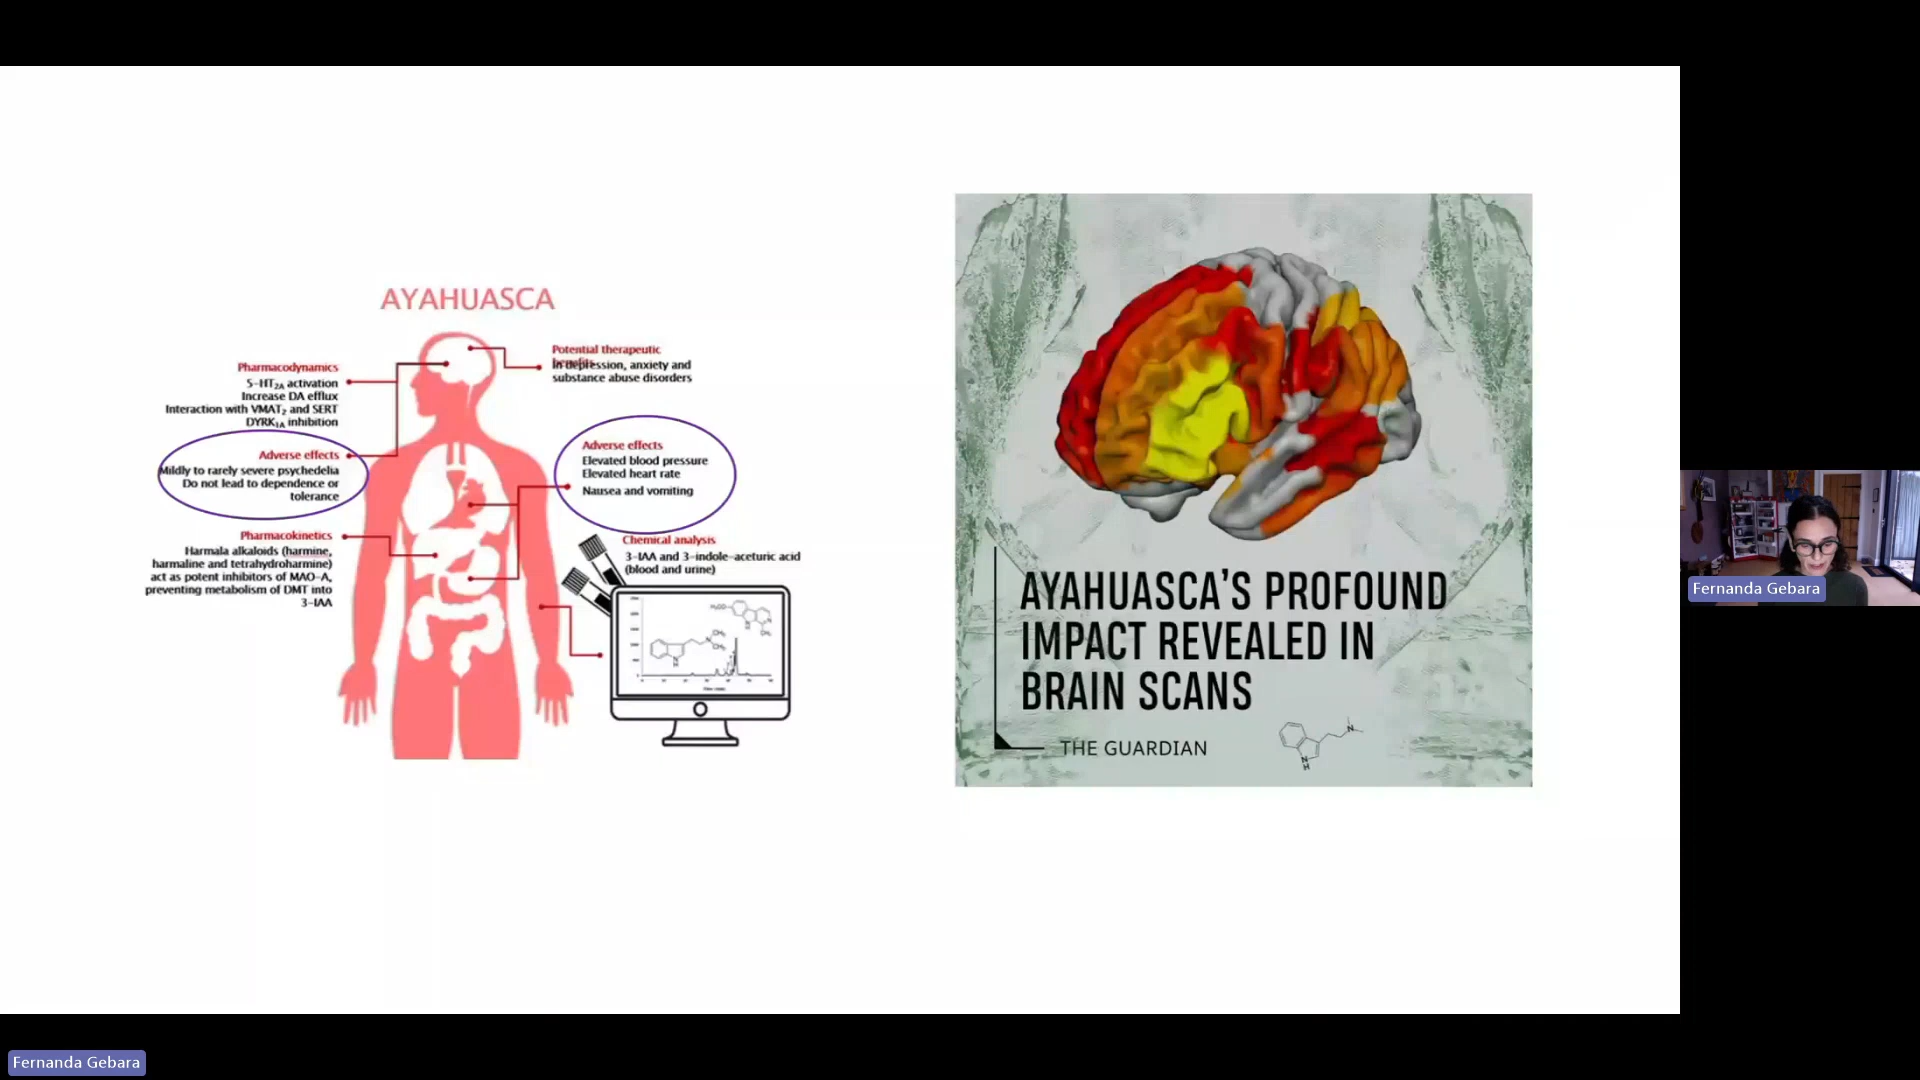 AYAHUASCA
Pharmacodynamics
5-HT2A activation
Increase DA efflux
Interaction with VMAT2 and SERT
DYRK1A inhibition
Adverse effects
Mildly to rarely severe psychedelia
Do not lead to dependence or
tolerance
Pharmacokinetics
Harmala alkaloids (harmine,
harmaline and tetrahydroharmine)
act as potent inhibitors of MAO-A,
preventing metabolism of DMT into
3-IAA
Potential therapeutic
benefits
In depression, anxiety and
substance abuse disorders
Adverse effects
Elevated blood pressure
Elevated heart rate
Nausea and vomiting
Chemical analysis
3-IAA and 3-indole-aceturic acid
(blood and urine)
AYAHUASCA'S PROFOUND
IMPACT REVEALED IN
BRAIN SCANS
THE GUARDIAN
N
N
H
Fernanda Gebara
Fernanda Gebara